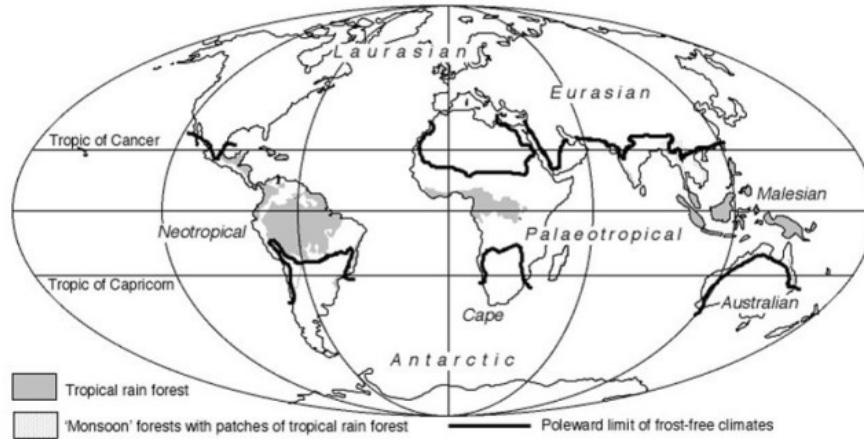 Laurasian
Eurasian
Tropic of Cancer
Malesian
Neotropical
Palaeotropical
Tropic of Capricorn
Cape
Australian
Antarctic
Tropical rain forest
'Monsoon' forests with patches of tropical rain forest
Poleward limit of frost-free climates